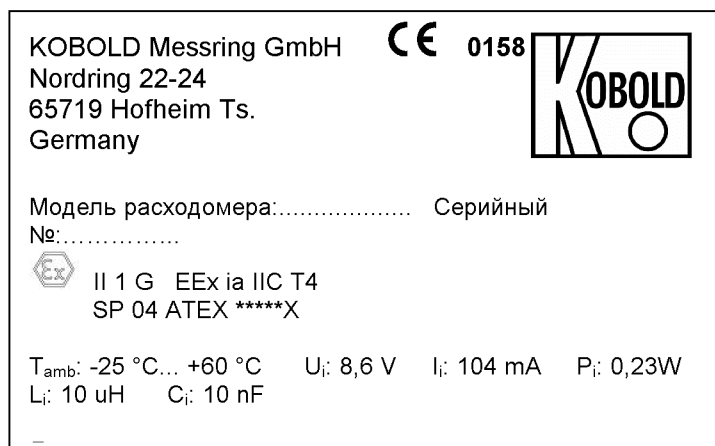 KOBOLD Messring GmbH CE 0158
Nordring 22-24
65719 Hofheim Ts.
Germany
KOBOLD
Модель расходомера:................... Серийный
№:...............
Ex II 1 G EEx ia IIC T4
SP 04 ATEX *****X
Tamb: -25 °C... +60 °C Ui: 8,6 V Ii: 104 mA Pi: 0,23W
Li: 10 uH Ci: 10 nF